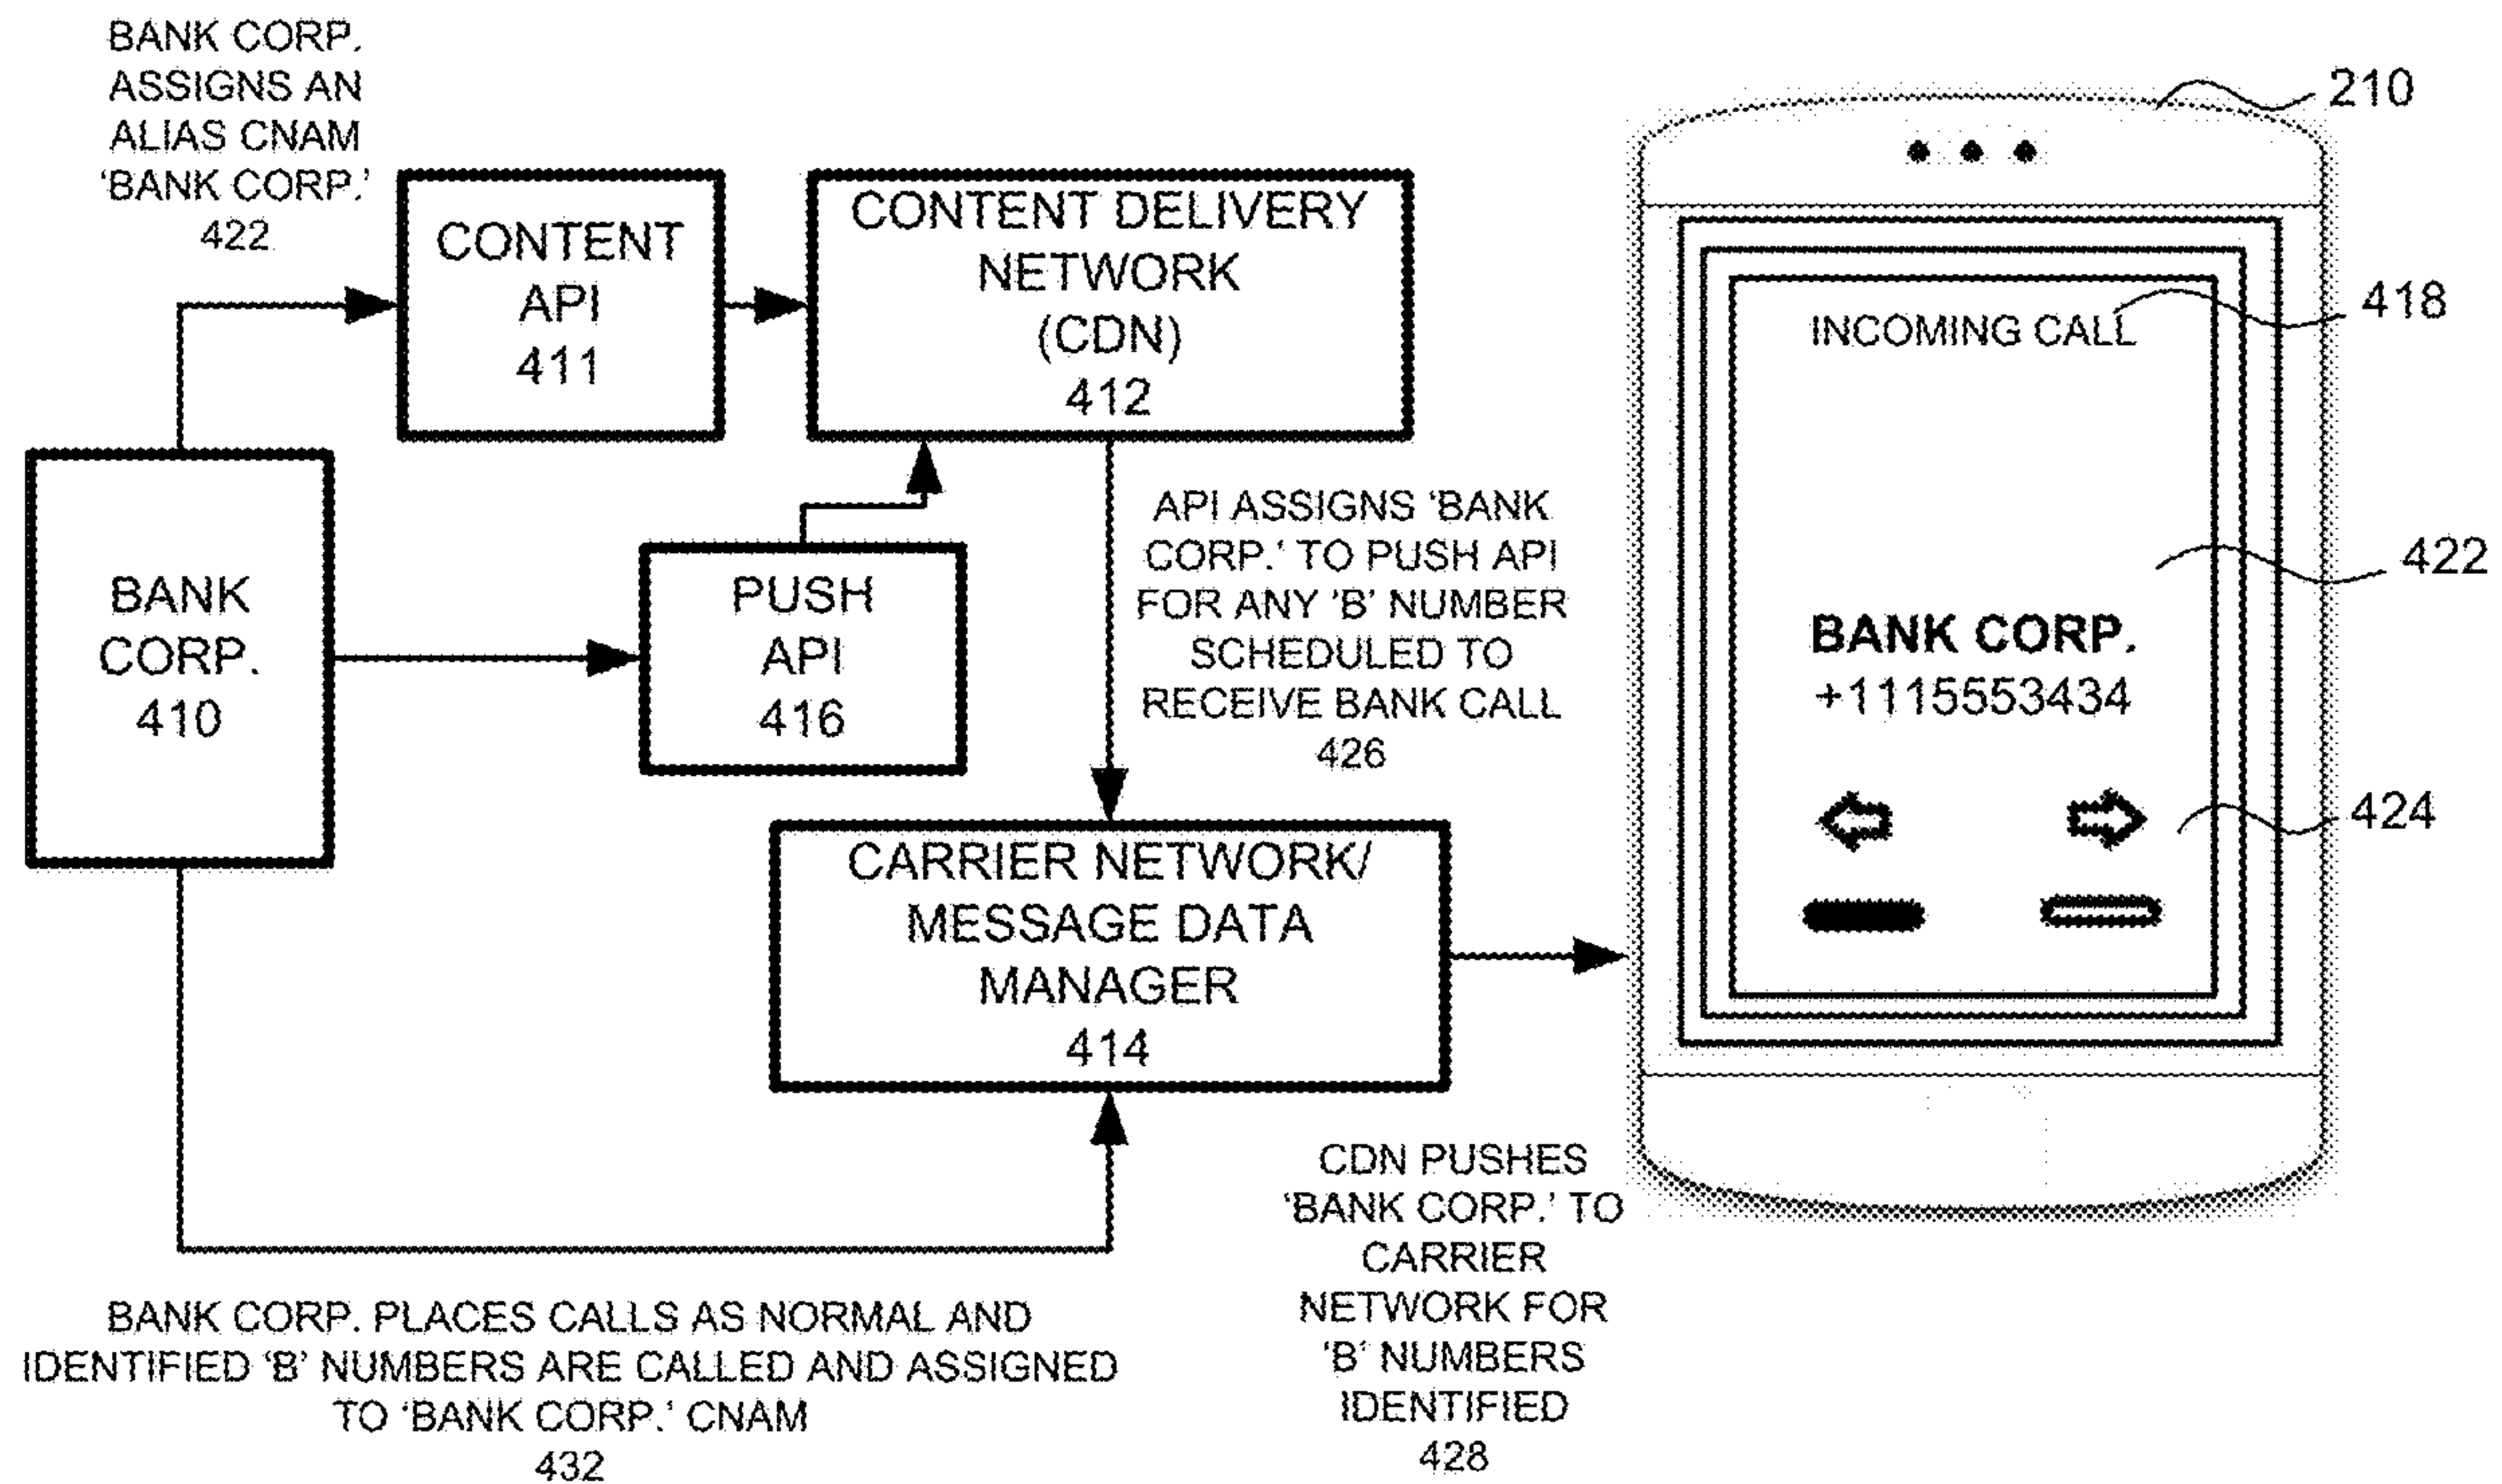 BANK CORP.
ASSIGNS AN
ALIAS CNAM
‘BANK CORP.’
422
CONTENT
API
411
CONTENT DELIVERY
NETWORK
(CDN)
412
BANK
CORP.
410
PUSH
API
416
API ASSIGNS ‘BANK
CORP.’ TO PUSH API
FOR ANY ‘B’ NUMBER
SCHEDULED TO
RECEIVE BANK CALL
426
CARRIER NETWORK/
MESSAGE DATA
MANAGER
414
BANK CORP. PLACES CALLS AS NORMAL AND
IDENTIFIED ‘B’ NUMBERS ARE CALLED AND ASSIGNED
TO ‘BANK CORP.’ CNAM
432
CDN PUSHES
‘BANK CORP.’ TO
CARRIER
NETWORK FOR
‘B’ NUMBERS
IDENTIFIED
428
INCOMING CALL
BANK CORP.
+1115553434
210
418
422
424